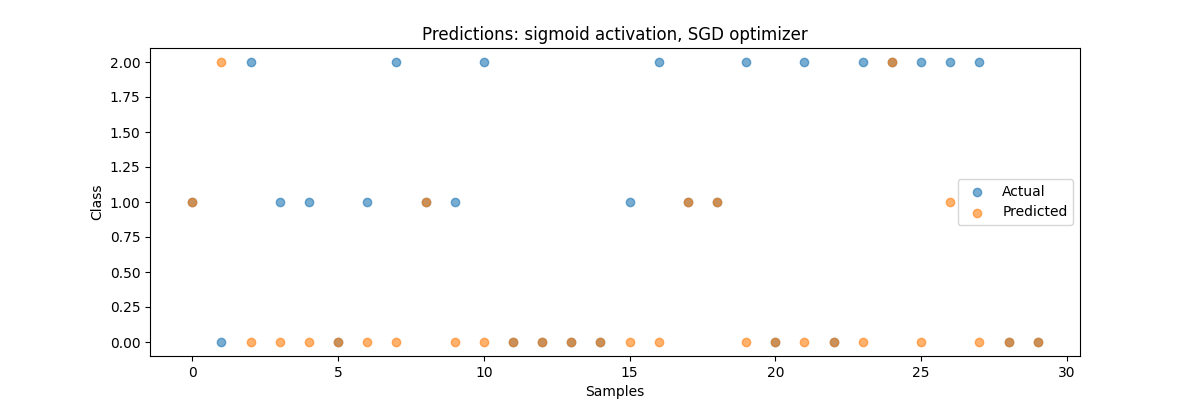 Predictions: sigmoid activation, SGD optimizer
2.00
1.75
1.50
1.25
1.00
0.75
0.50
0.25
0.00
Class
Actual
Predicted
0 5 10 15 20 25 30
Samples